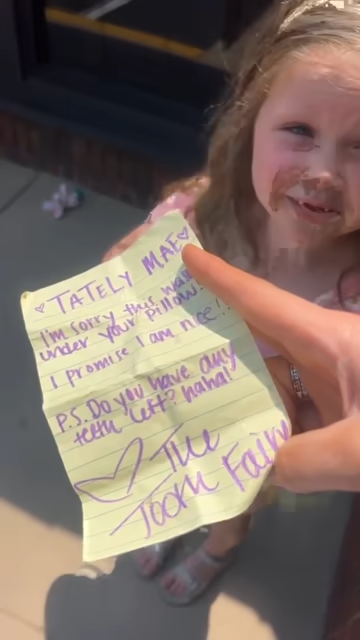 ♡TATELY MAE♡
I'm sorry this was
under your pillow!
I promise I am nice!
P.S. Do you have any
teeth left? haha!
♡ The
Tooth Fairy